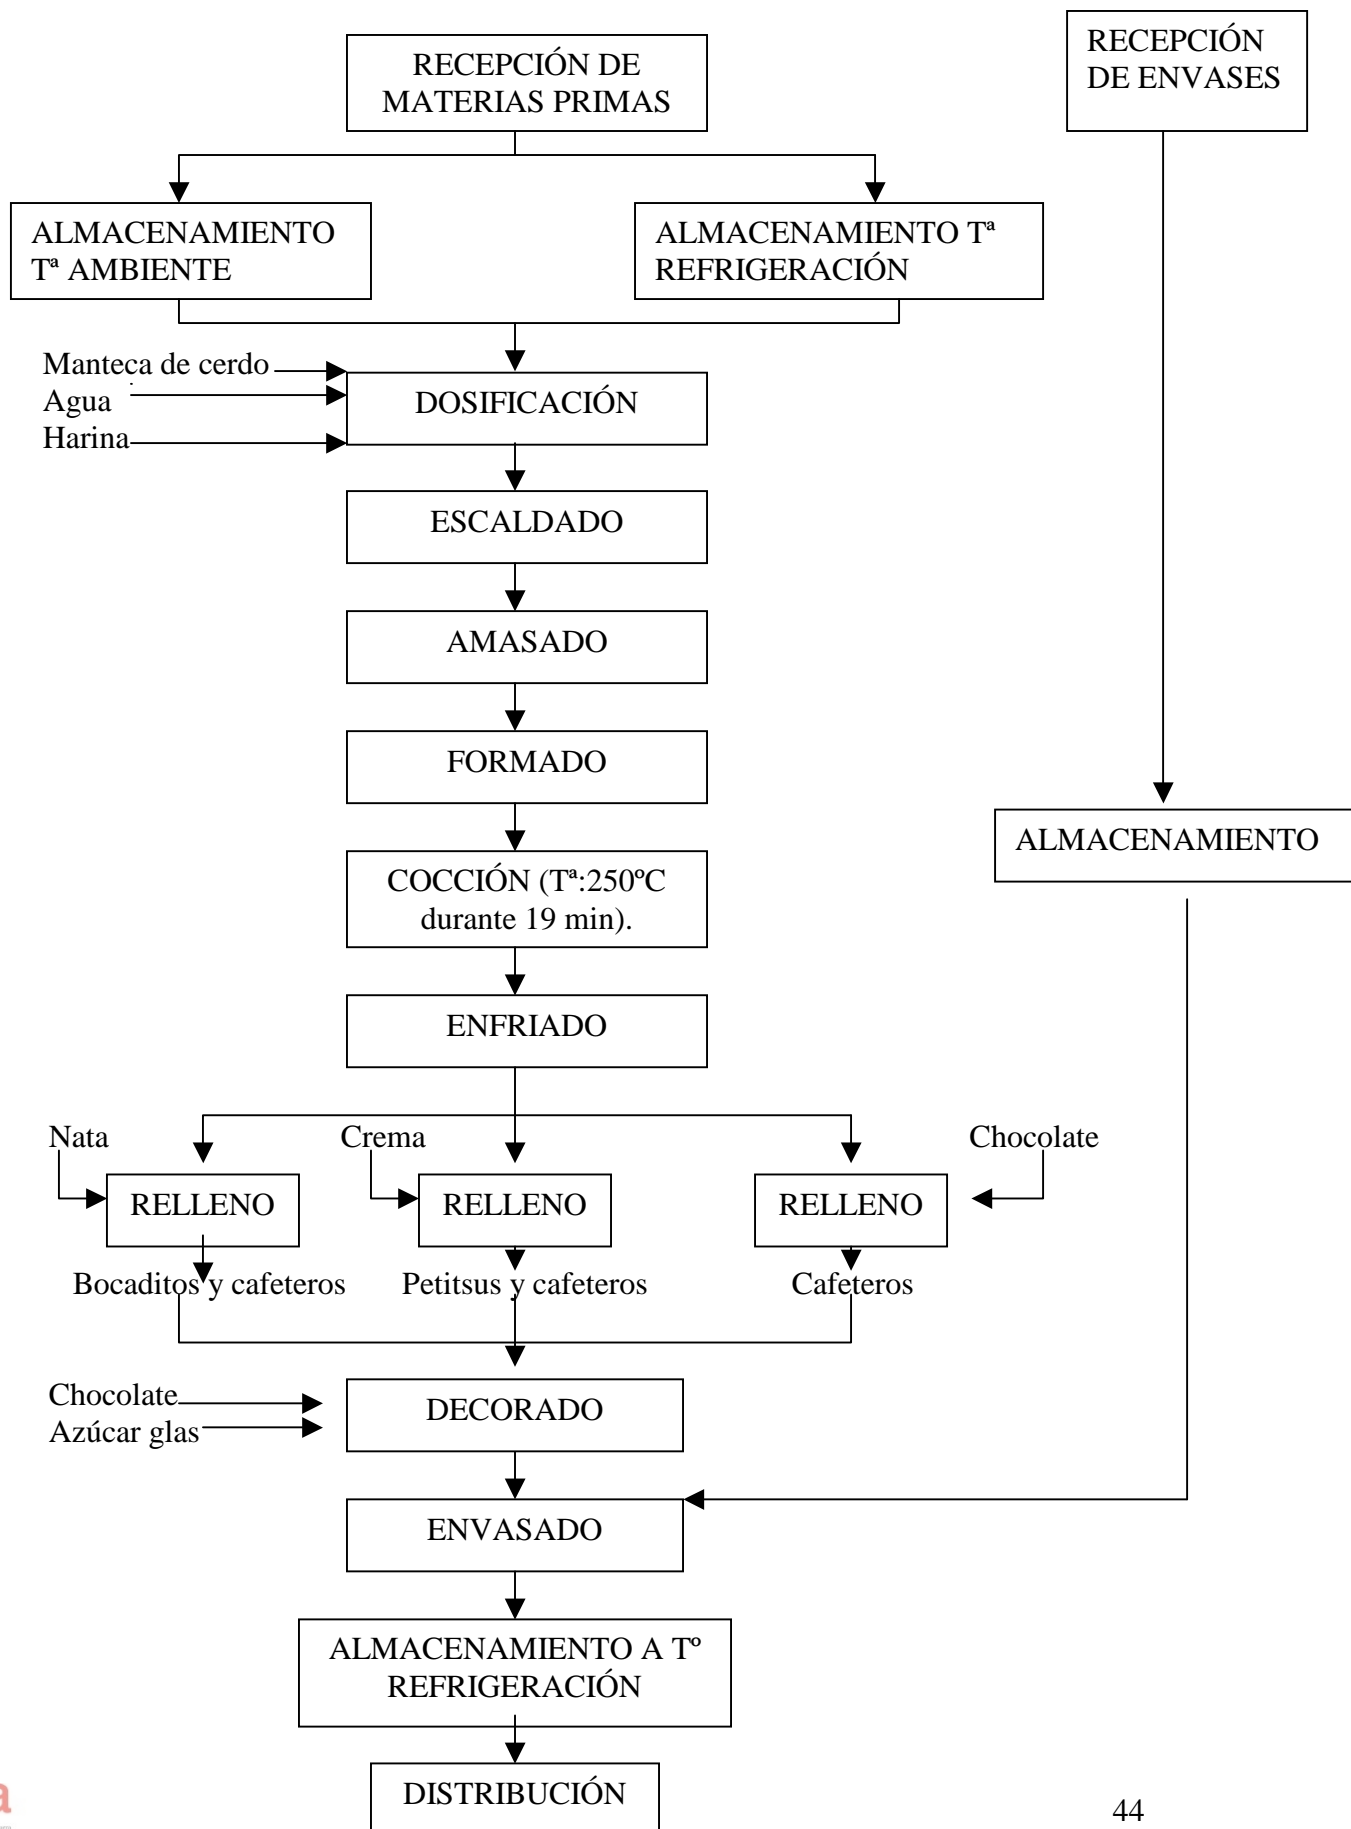 RECEPCIÓN DE
MATERIAS PRIMAS
RECEPCIÓN
DE ENVASES
ALMACENAMIENTO
Tª AMBIENTE
ALMACENAMIENTO Tª
REFRIGERACIÓN
Manteca de cerdo
Agua
Harina
DOSIFICACIÓN
ESCALDADO
AMASADO
FORMADO
ALMACENAMIENTO
COCCIÓN (Tª:250ºC
durante 19 min).
ENFRIADO
Nata
Crema
Chocolate
RELLENO
RELLENO
RELLENO
Bocaditos y cafeteros
Petitsus y cafeteros
Cafeteros
Chocolate
Azúcar glas
DECORADO
ENVASADO
ALMACENAMIENTO A Tº
REFRIGERACIÓN
DISTRIBUCIÓN
44